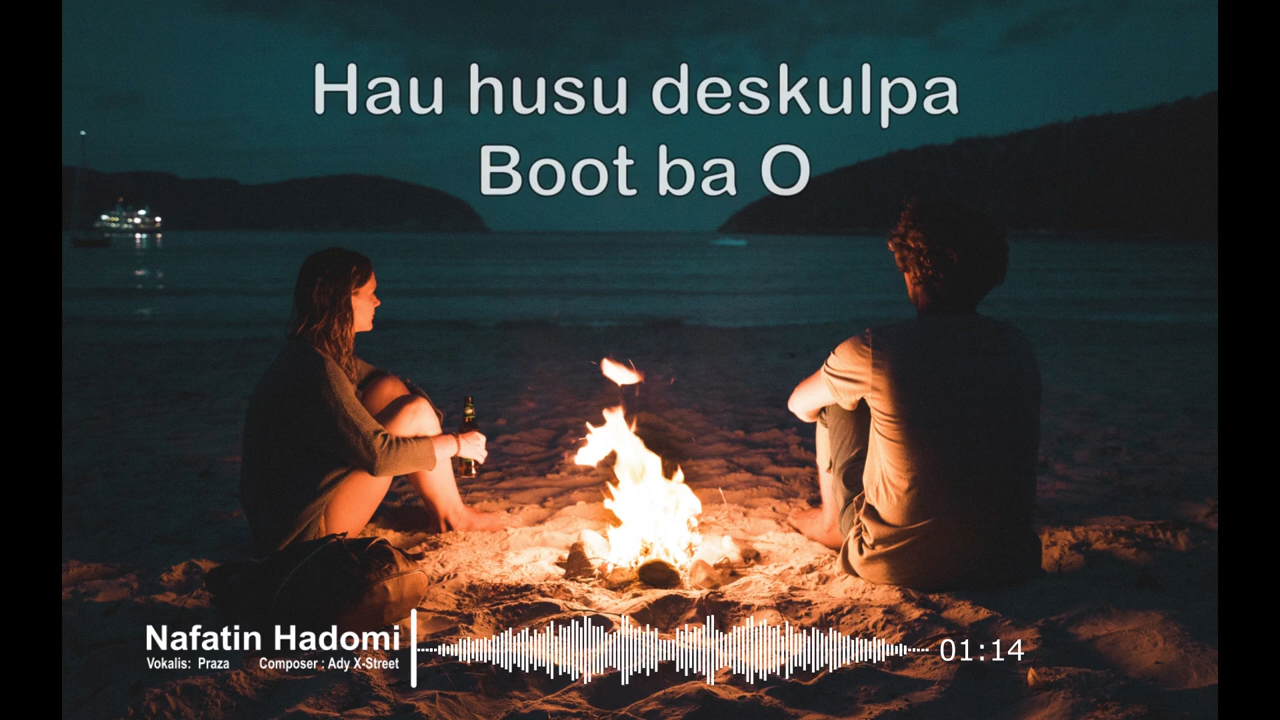 Hau husu deskulpa
Boot ba O
Nafatin Hadomi
Vokalis: Praza Composer : Ady X-Street
01:14